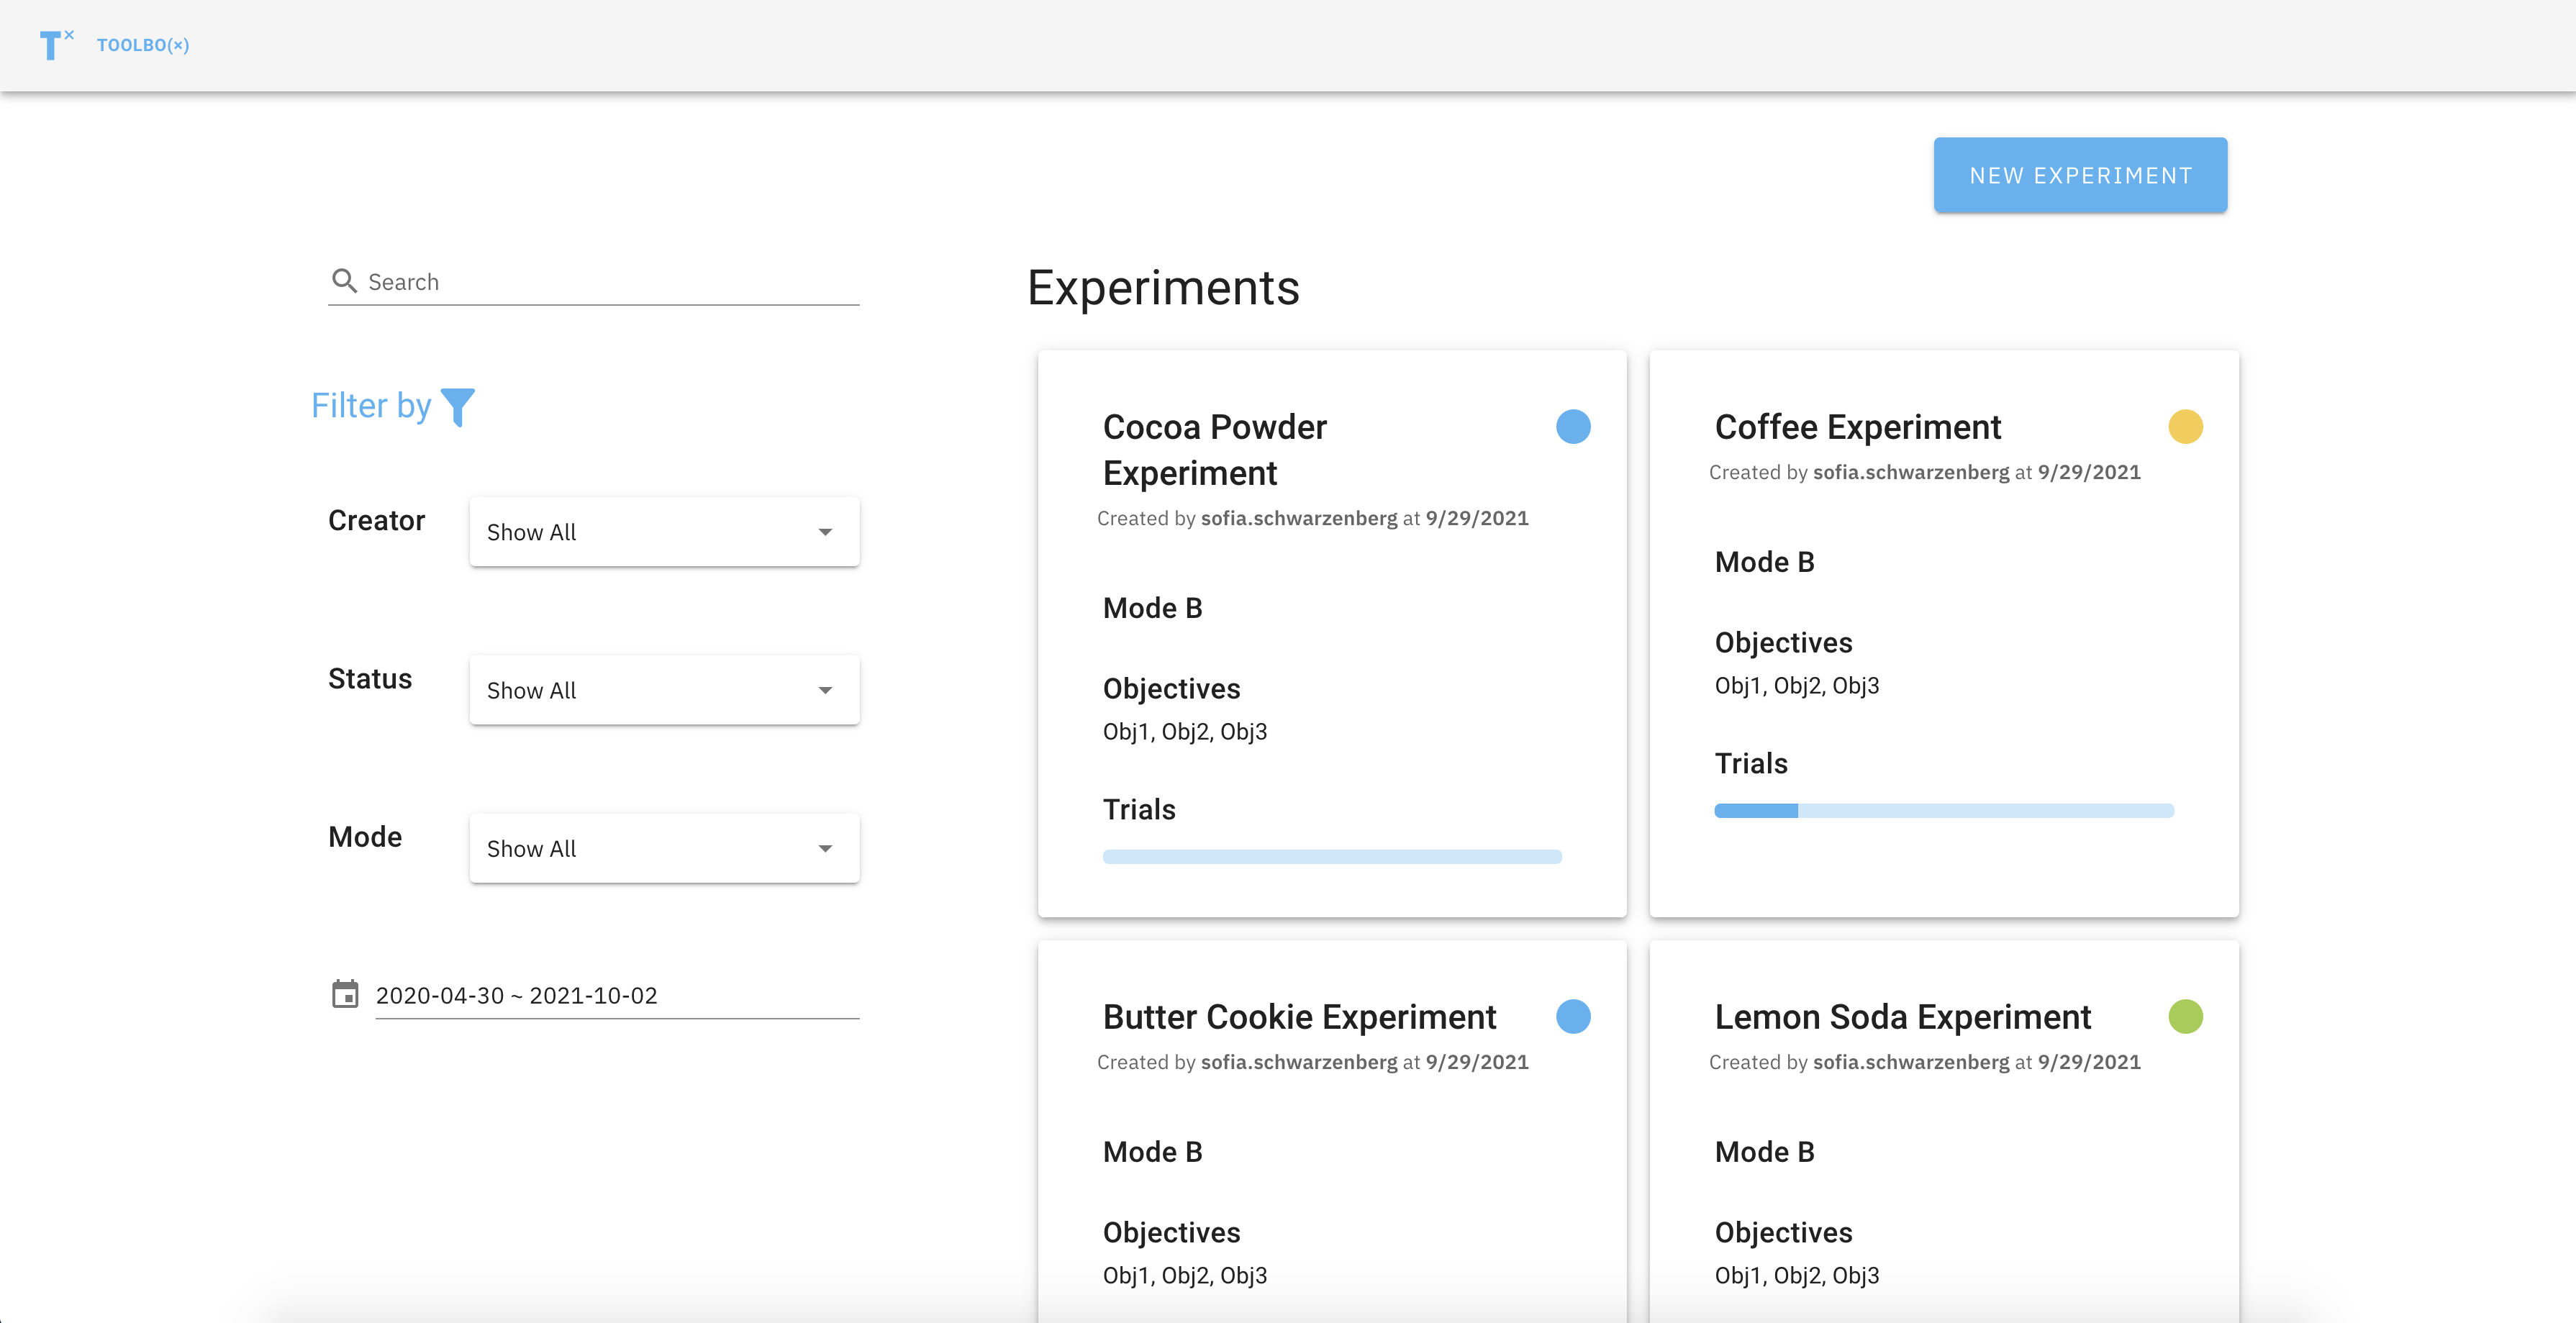 T×
TOOLBO(×)
NEW EXPERIMENT
Search
Filter by
Creator
Show All
Status
Show All
Mode
Show All
2020-04-30 ~ 2021-10-02
Experiments
Cocoa Powder
Experiment
Created by sofia.schwarzenberg at 9/29/2021
Mode B
Objectives
Obj1, Obj2, Obj3
Trials
Coffee Experiment
Created by sofia.schwarzenberg at 9/29/2021
Mode B
Objectives
Obj1, Obj2, Obj3
Trials
Butter Cookie Experiment
Created by sofia.schwarzenberg at 9/29/2021
Mode B
Objectives
Obj1, Obj2, Obj3
Lemon Soda Experiment
Created by sofia.schwarzenberg at 9/29/2021
Mode B
Objectives
Obj1, Obj2, Obj3